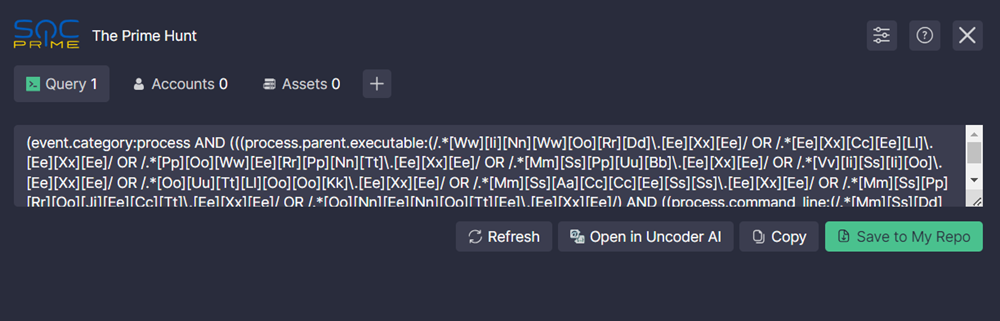 SOC PRIME The Prime Hunt
Query 1 Accounts 0 Assets 0
(event.category:process AND (((process.parent.executable:(/.*[Ww][Ii][Nn][Ww][Oo][Rr][Dd]\.[Ee][Xx][Ee]/ OR /.*[Ee][Xx][Cc][Ee][Ll]\.
[Ee][Xx][Ee]/ OR /.*[Pp][Oo][Ww][Ee][Rr][Pp][Nn][Tt]\.[Ee][Xx][Ee]/ OR /.*[Mm][Ss][Pp][Uu][Bb]\.[Ee][Xx][Ee]/ OR /.*[Vv][Ii][Ss][Ii][Oo]\.
[Ee][Xx][Ee]/ OR /.*[Oo][Uu][Tt][Ll][Oo][Oo][Kk]\.[Ee][Xx][Ee]/ OR /.*[Mm][Ss][Aa][Cc][Cc][Ee][Ss][Ss]\.[Ee][Xx][Ee]/ OR /.*[Mm][Ss][Pp]
[Rr][Oo][Jj][Ee][Cc][Tt]\.[Ee][Xx][Ee]/ OR /.*[Oo][Nn][Ee][Nn][Oo][Tt][Ee]\.[Ee][Xx][Ee]/) AND ((process.command_line:(/.*[Mm][Ss][Dd]
Refresh Open in Uncoder AI Copy Save to My Repo